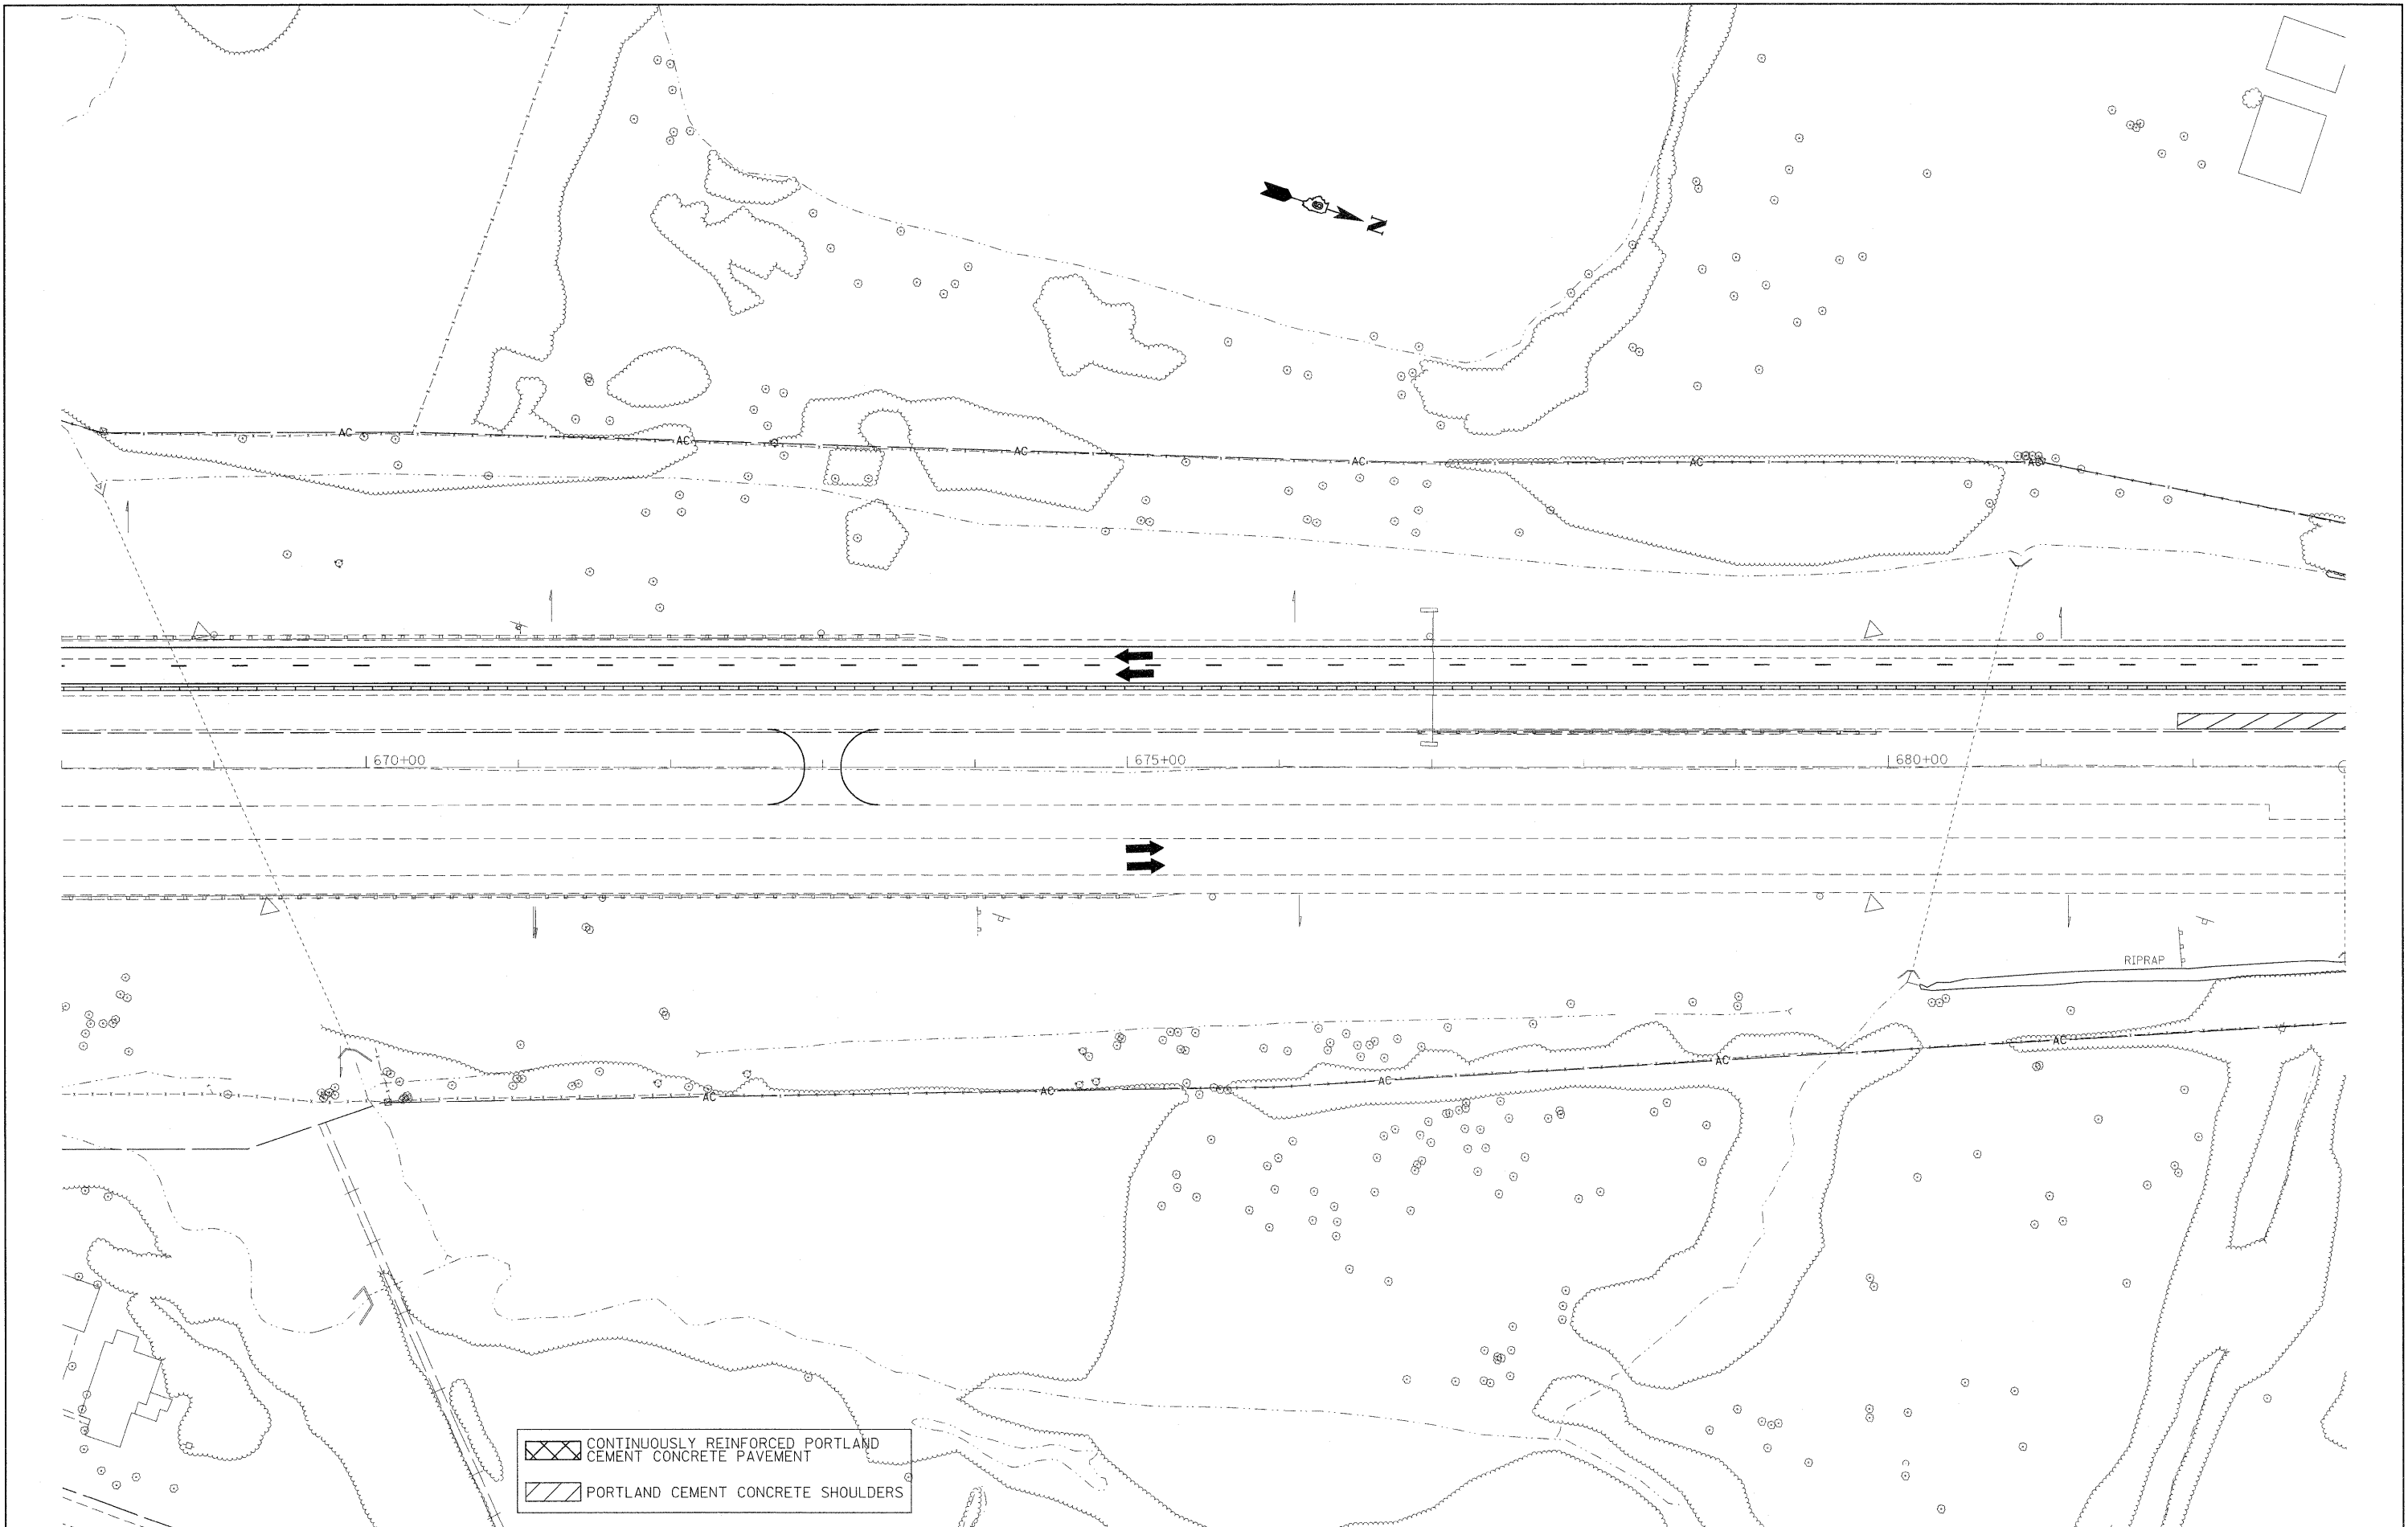 N
AC
AC
AC
AC
AC
AC
670+00
675+00
680+00
RIPRAP
AC
AC
AC
AC
AC
CONTINUOUSLY REINFORCED PORTLAND
CEMENT CONCRETE PAVEMENT
PORTLAND CEMENT CONCRETE SHOULDERS